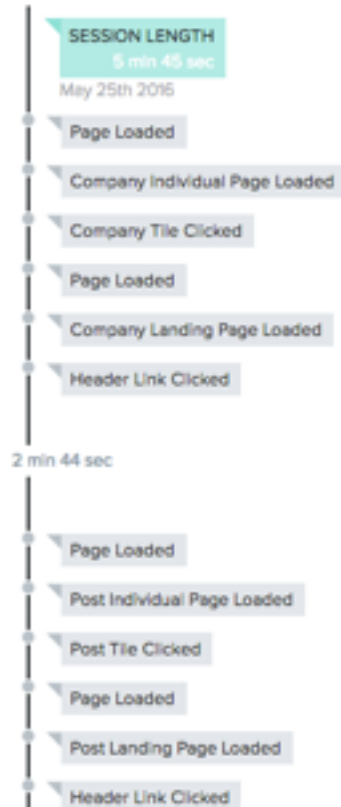 SESSION LENGTH
5 min 45 sec
May 25th 2016
Page Loaded
Company Individual Page Loaded
Company Tile Clicked
Page Loaded
Company Landing Page Loaded
Header Link Clicked
2 min 44 sec
Page Loaded
Post Individual Page Loaded
Post Tile Clicked
Page Loaded
Post Landing Page Loaded
Header Link Clicked